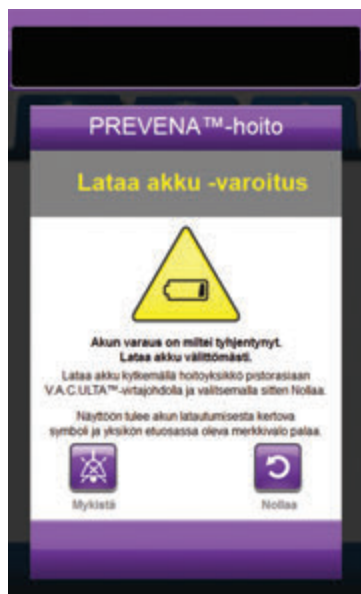 PREVENA™-hoito
Lataa akku -varoitus
Akun varaus on miltei tyhjentynyt.
Lataa akku välittömästi.
Lataa akku kytkemällä hoitoyksikkö pistorasiaan
V.A.C.ULTA™-virtajohdolla ja valitsemalla sitten Nollaa.
Näyttöön tulee akun latautumisesta kertova
symboli ja yksikön etuosassa oleva merkkivalo palaa.
Mykistä
Nollaa